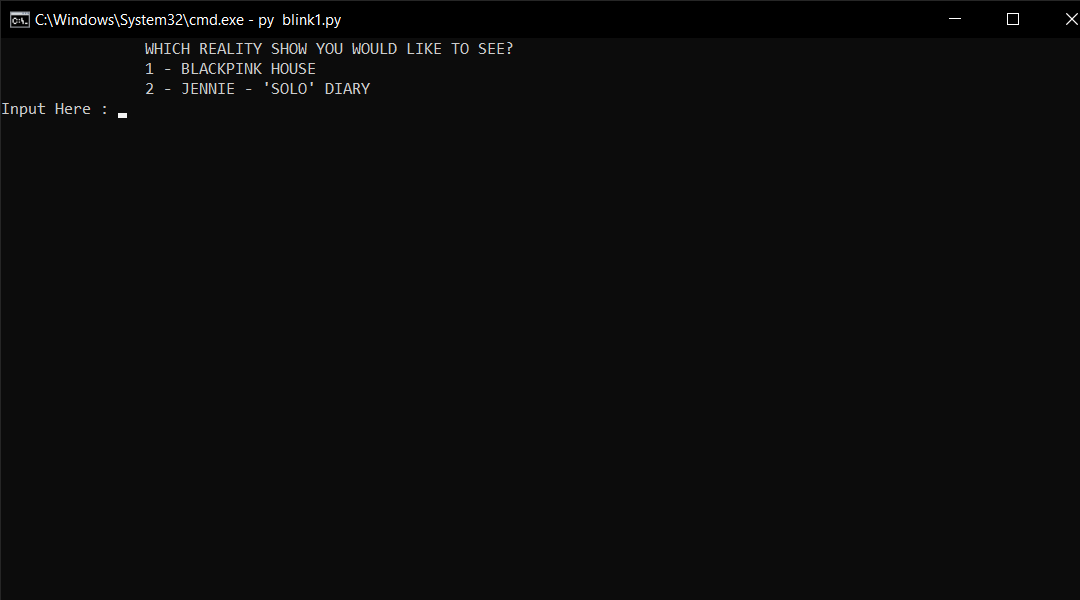 C:\Windows\System32\cmd.exe - py  blink1.py
WHICH REALITY SHOW YOU WOULD LIKE TO SEE?
1 - BLACKPINK HOUSE
2 - JENNIE - 'SOLO' DIARY
Input Here :